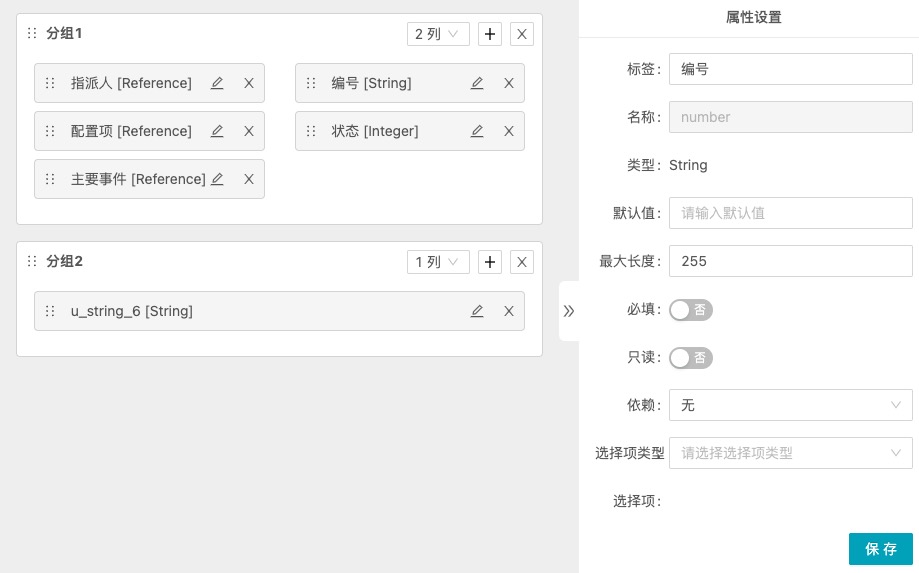 分组1
2 列
指派人 [Reference]
编号 [String]
配置项 [Reference]
状态 [Integer]
主要事件 [Reference]
分组2
1 列
u_string_6 [String]
属性设置
标签: 编号
名称: number
类型: String
默认值: 请输入默认值
最大长度: 255
必填: 否
只读: 否
依赖: 无
选择项类型 请选择选择项类型
选择项:
保 存